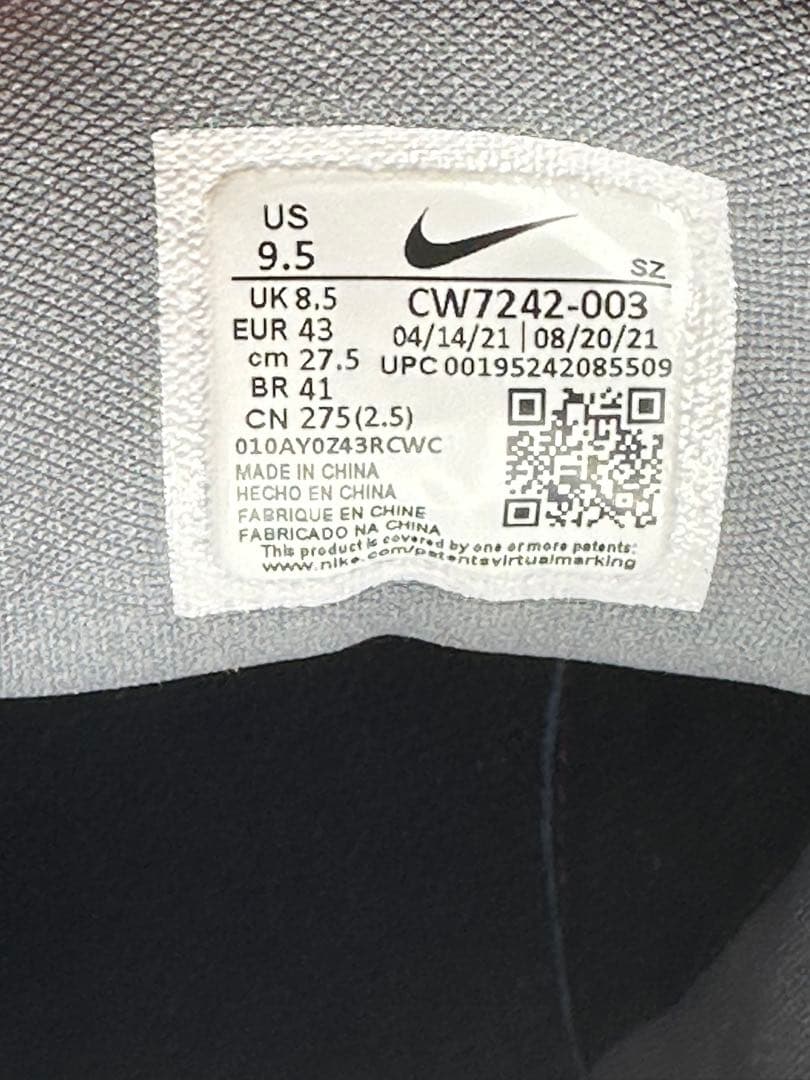 US
9.5
SZ
UK 8.5
CW7242-003
EUR 43
04/14/21 | 08/20/21
cm 27.5
UPC 00195242085509
BR 41
CN 275(2.5)
010AY0Z43RCWC
MADE IN CHINA
HECHO EN CHINA
FABRIQUE EN CHINE
FABRICADO NA CHINA
This product is covered by one or more patents:
www.nike.com/patentsvirtualmarking